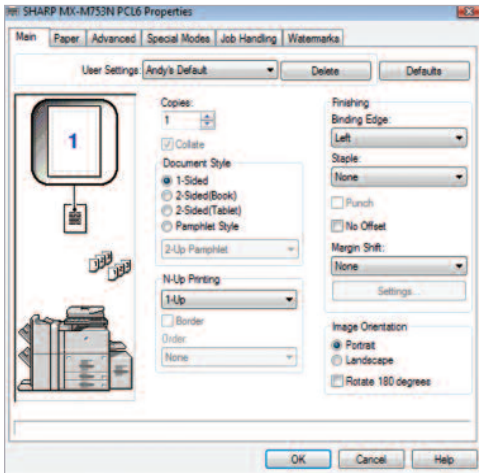 SHARP MX-M753N PCL6 Properties
Main Paper Advanced Special Modes Job Handling Watermarks
User Settings: Andy's Default Delete Defaults
1
Copies:
1
Collate
Document Style
1-Sided
2-Sided(Book)
2-Sided(Tablet)
Pamphlet Style
2-Up Pamphlet
N-Up Printing
1-Up
Border
Order:
None
Finishing
Binding Edge:
Left
Staple:
None
Punch
No Offset
Margin Shift:
None
Settings...
Image Orientation
Portrait
Landscape
Rotate 180 degrees
OK Cancel Help